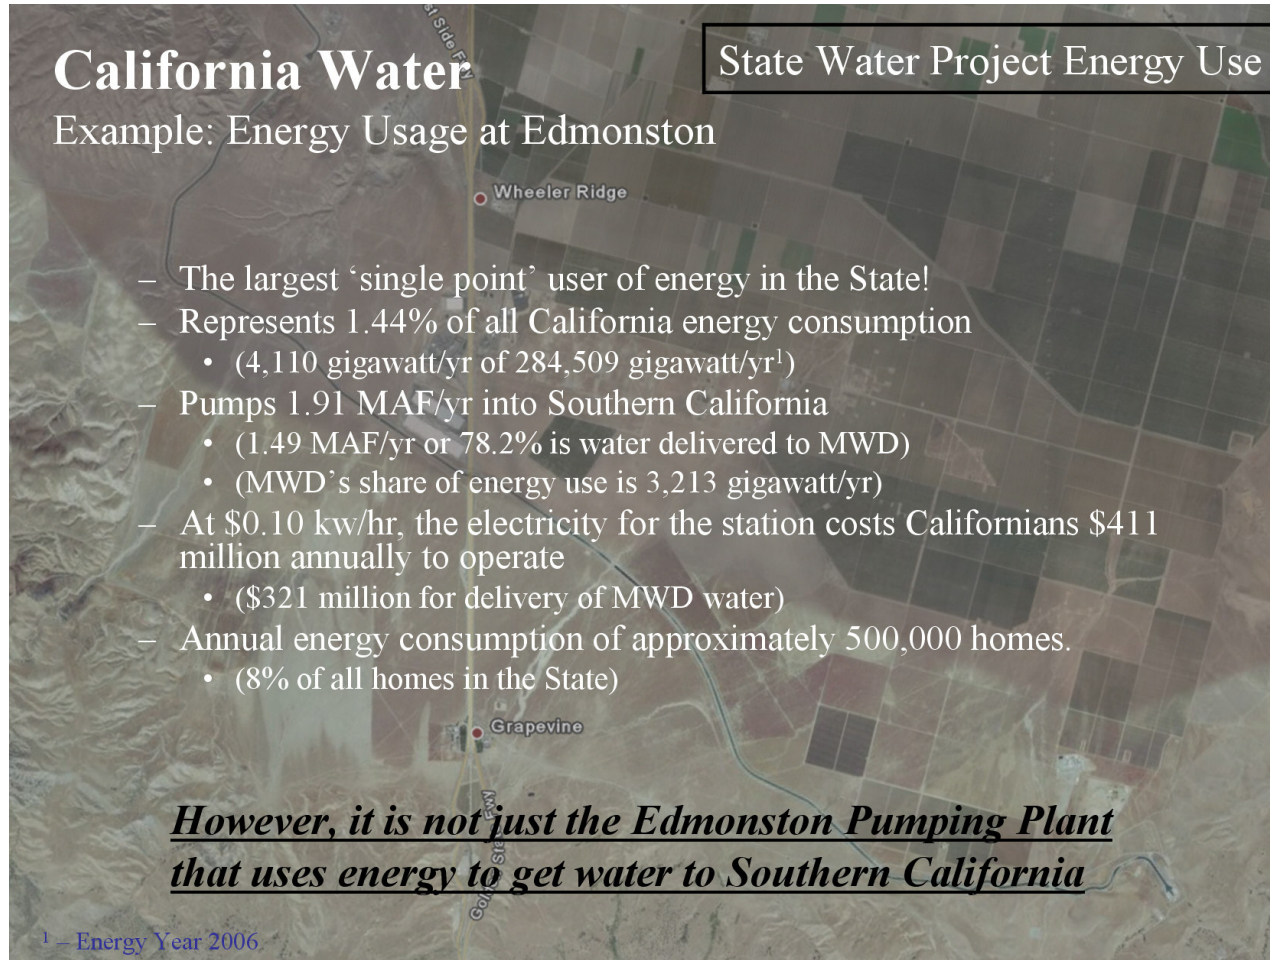 State Water Project Energy Use
California Water
Example: Energy Usage at Edmonston
st Side Fwy
Wheeler Ridge
– The largest ‘single point’ user of energy in the State!
– Represents 1.44% of all California energy consumption
• (4,110 gigawatt/yr of 284,509 gigawatt/yr¹)
– Pumps 1.91 MAF/yr into Southern California
• (1.49 MAF/yr or 78.2% is water delivered to MWD)
• (MWD’s share of energy use is 3,213 gigawatt/yr)
– At $0.10 kw/hr, the electricity for the station costs Californians $411
million annually to operate
• ($321 million for delivery of MWD water)
– Annual energy consumption of approximately 500,000 homes.
• (8% of all homes in the State)
Grapevine
However, it is not just the Edmonston Pumping Plant
that uses energy to get water to Southern California
Fwy
¹ – Energy Year 2006